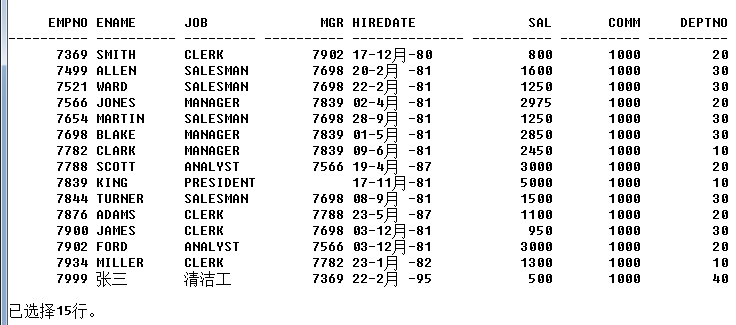 EMPNO ENAME JOB MGR HIREDATE SAL COMM DEPTNO
---------- ---------- --------- ---------- -------------- ---------- ---------- ----------
7369 SMITH CLERK 7902 17-12月-80 800 1000 20
7499 ALLEN SALESMAN 7698 20-2月 -81 1600 1000 30
7521 WARD SALESMAN 7698 22-2月 -81 1250 1000 30
7566 JONES MANAGER 7839 02-4月 -81 2975 1000 20
7654 MARTIN SALESMAN 7698 28-9月 -81 1250 1000 30
7698 BLAKE MANAGER 7839 01-5月 -81 2850 1000 30
7782 CLARK MANAGER 7839 09-6月 -81 2450 1000 10
7788 SCOTT ANALYST 7566 19-4月 -87 3000 1000 20
7839 KING PRESIDENT 17-11月-81 5000 1000 10
7844 TURNER SALESMAN 7698 08-9月 -81 1500 1000 30
7876 ADAMS CLERK 7788 23-5月 -87 1100 1000 20
7900 JAMES CLERK 7698 03-12月-81 950 1000 30
7902 FORD ANALYST 7566 03-12月-81 3000 1000 20
7934 MILLER CLERK 7782 23-1月 -82 1300 1000 10
7999 张三 清洁工 7369 22-2月 -95 500 1000 40
已选择15行。